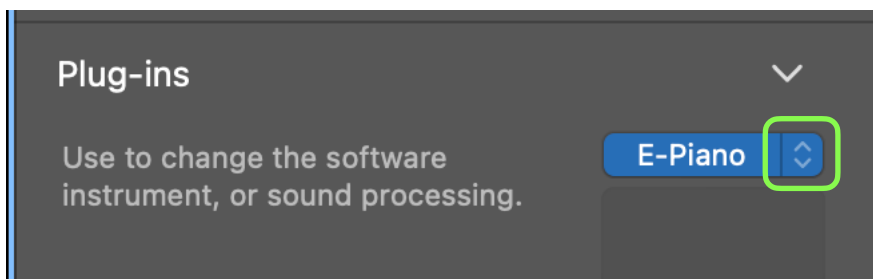 Plug-ins
Use to change the software
instrument, or sound processing.
E-Piano